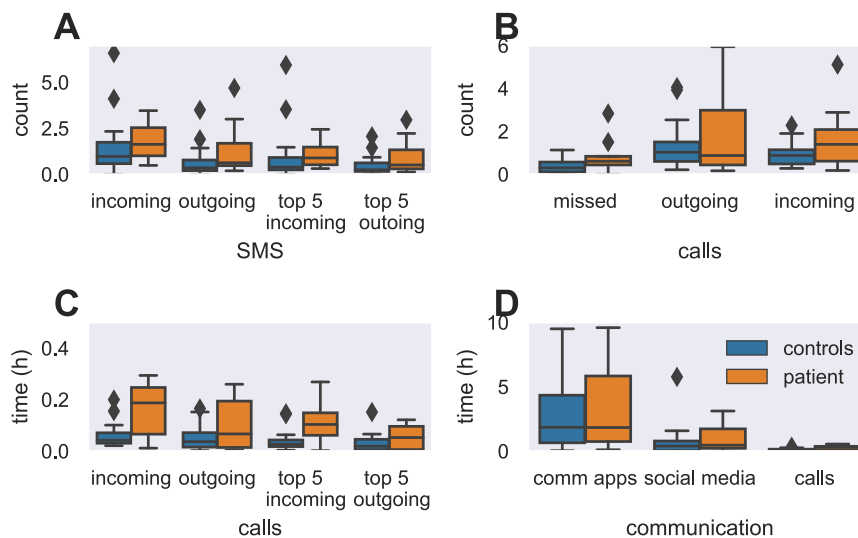 A
count
5.0
2.5
0.0
incoming outgoing top 5 top 5
incoming outoing
SMS
B
count
6
4
2
0
missed outgoing incoming
calls
C
time (h)
0.4
0.2
0.0
incoming outgoing top 5 top 5
incoming outgoing
calls
D
time (h)
10
5
0
controls
patient
comm apps social media calls
communication